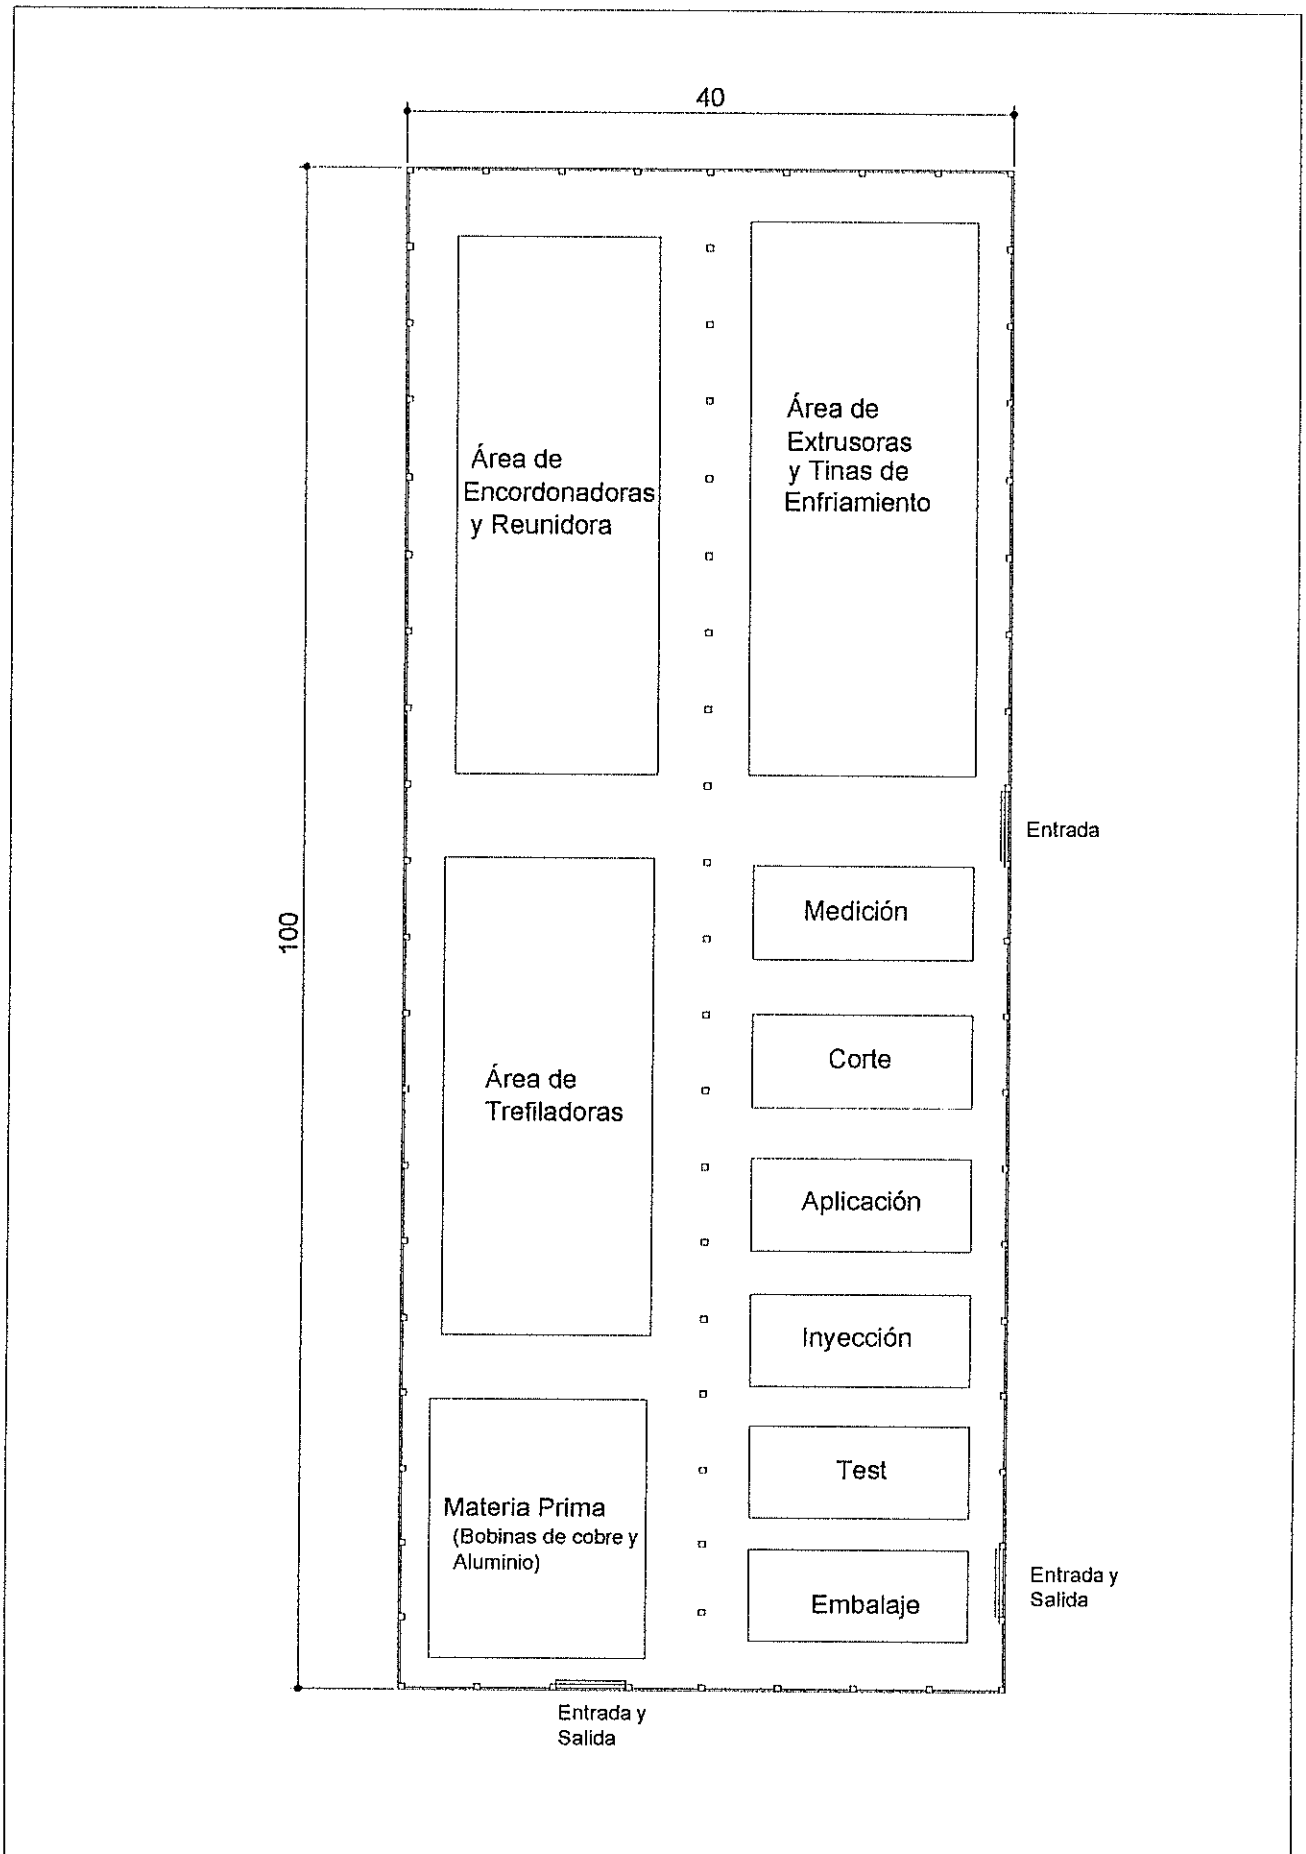 40
Área de
Encordonadoras
y Reunidora
Área de
Extrusoras
y Tinas de
Enfriamiento
Entrada
100
Medición
Corte
Área de
Trefiladoras
Aplicación
Inyección
Test
Materia Prima
(Bobinas de cobre y
Aluminio)
Embalaje
Entrada y
Salida
Entrada y
Salida